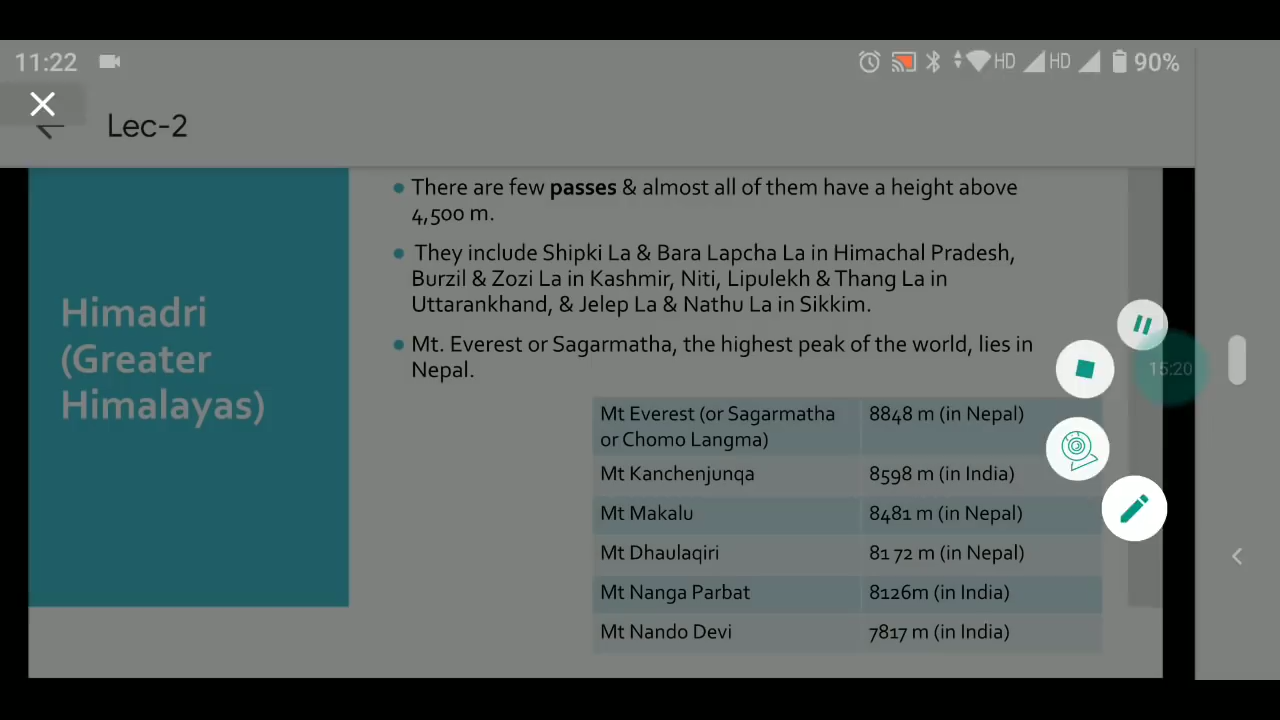 11:22
HD HD 90%
Lec-2
Himadri
(Greater
Himalayas)
There are few passes & almost all of them have a height above
4,500 m.
They include Shipki La & Bara Lapcha La in Himachal Pradesh,
Burzil & Zozi La in Kashmir, Niti, Lipulekh & Thang La in
Uttarankhand, & Jelep La & Nathu La in Sikkim.
Mt. Everest or Sagarmatha, the highest peak of the world, lies in
Nepal.
Mt Everest (or Sagarmatha
or Chomo Langma)
8848 m (in Nepal)
Mt Kanchenjunqa 8598 m (in India)
Mt Makalu 8481 m (in Nepal)
Mt Dhaulaqiri 81 72 m (in Nepal)
Mt Nanga Parbat 8126m (in India)
Mt Nando Devi 7817 m (in India)
15:20